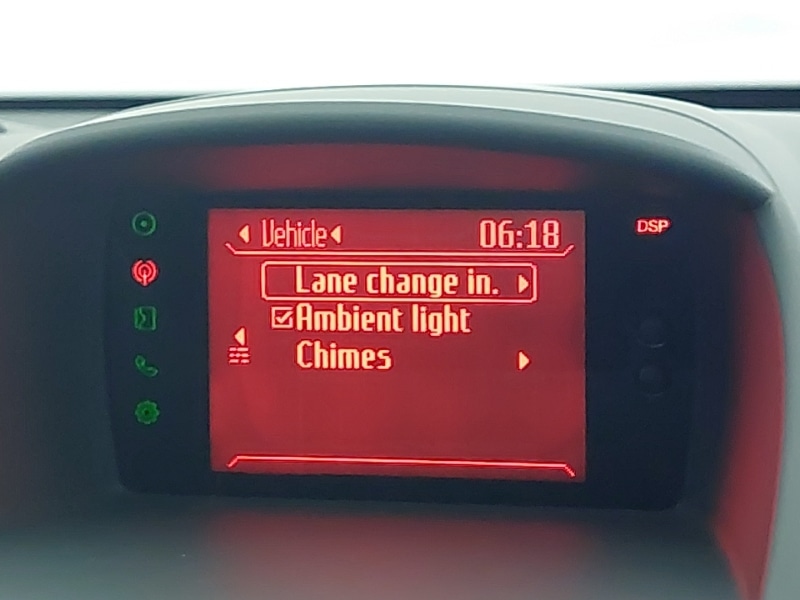 Vehicle 06:18 DSP
Lane change in.
Ambient light
Chimes